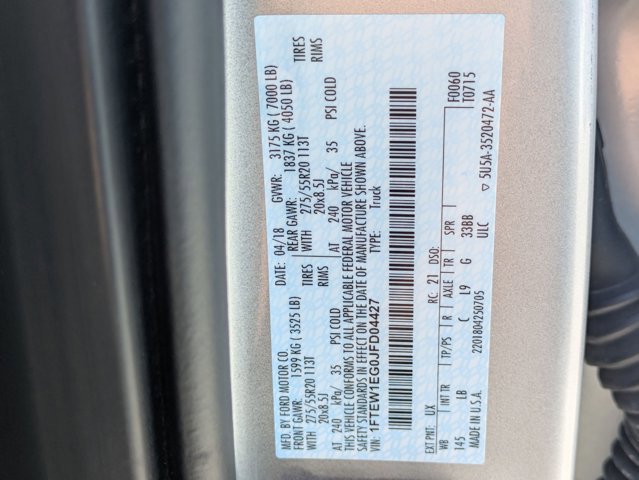 MFD. BY FORD MOTOR CO.
DATE: 04/18 GVWR: 3175 KG ( 7000 LB)
FRONT GAWR: 1599 KG ( 3525 LB) REAR GAWR: 1837 KG ( 4050 LB)
WITH 275/55R20 113T TIRES WITH 275/55R20 113T TIRES
20x8.5J RIMS 20x8.5J RIMS
AT 240 kPa/ 35 PSI COLD AT 240 kPa/ 35 PSI COLD
THIS VEHICLE CONFORMS TO ALL APPLICABLE FEDERAL MOTOR VEHICLE
SAFETY STANDARDS IN EFFECT ON THE DATE OF MANUFACTURE SHOWN ABOVE.
VIN: 1FTEW1EG0JFD04427 TYPE: Truck
EXT PNT: UX RC: 21 DSO: F0060
WB INT TR TP/PS R AXLE TR SPR T0715
145 LB C L9 G 33BB
MADE IN U.S.A. 2201804250705 ULC ▽ 5U5A-3520472-AA